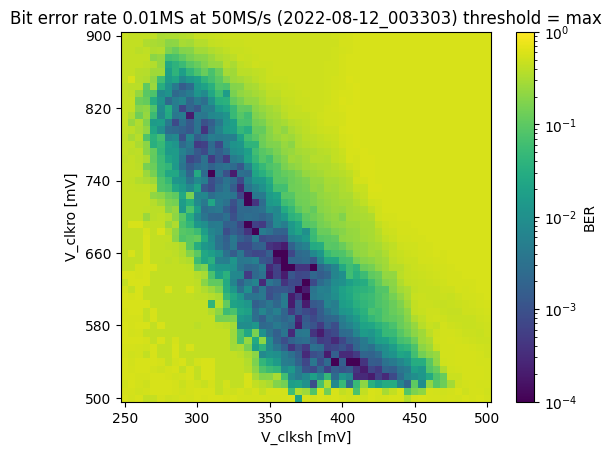 Bit error rate 0.01MS at 50MS/s (2022-08-12_003303) threshold = max
900
820
740
660
580
500
V_clkro [mV]
250 300 350 400 450 500
V_clksh [mV]
10^0
10^-1
10^-2
10^-3
10^-4
BER